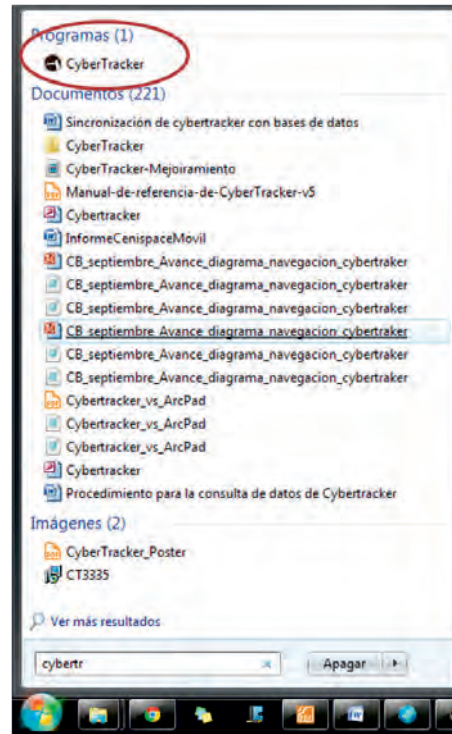 Programas (1)
CyberTracker
Documentos (221)
Sincronización de cybertracker con bases de datos
CyberTracker
CyberTracker-Mejoiramiento
Manual-de-referencia-de-CyberTracker-v5
Cybertracker
InformeCenispaceMovil
CB_septiembre_Avance_diagrama_navegacion_cybertraker
CB_septiembre_Avance_diagrama_navegacion_cybertraker
CB_septiembre_Avance_diagrama_navegacion_cybertraker
CB_septiembre_Avance_diagrama_navegacion_cybertraker
CB_septiembre_Avance_diagrama_navegacion_cybertraker
CB_septiembre_Avance_diagrama_navegacion_cybertraker
Cybertracker_vs_ArcPad
Cybertracker_vs_ArcPad
Cybertracker_vs_ArcPad
Cybertracker
Procedimiento para la consulta de datos de Cybertracker
Imágenes (2)
CyberTracker_Poster
CT3335
Ver más resultados
cybertr
Apagar